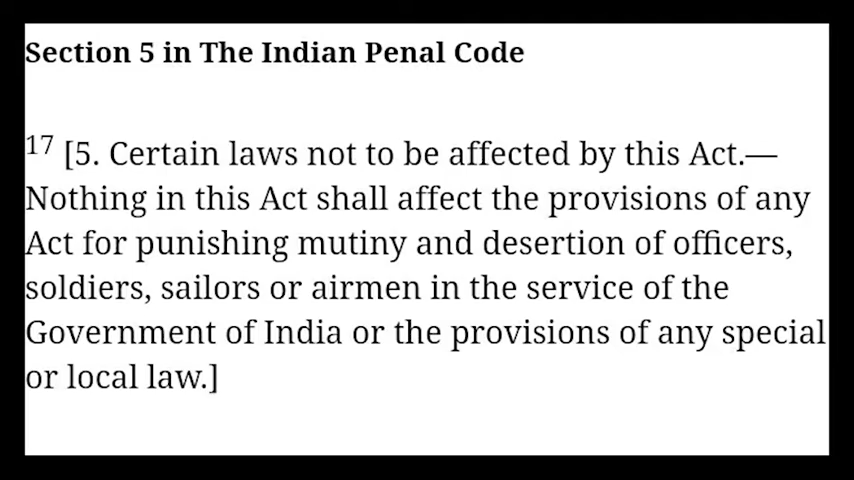 Section 5 in The Indian Penal Code
17 [5. Certain laws not to be affected by this Act.—
Nothing in this Act shall affect the provisions of any
Act for punishing mutiny and desertion of officers,
soldiers, sailors or airmen in the service of the
Government of India or the provisions of any special
or local law.]